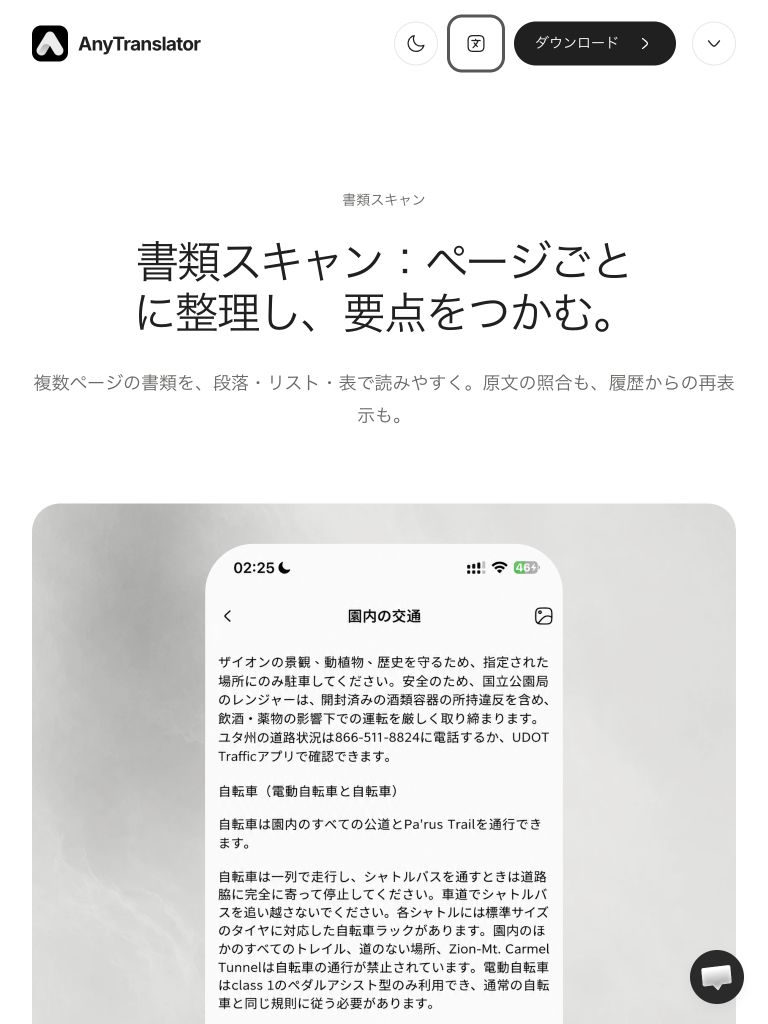 AnyTranslator
ダウンロード
書類スキャン
書類スキャン：ページごと
に整理し、要点をつかむ。
複数ページの書類を、段落・リスト・表で読みやすく。原文の照合も、履歴からの再表
示も。
02:25
46
園内の交通
ザイオンの景観、動植物、歴史を守るため、指定された
場所にのみ駐車してください。安全のため、国立公園局
のレンジャーは、開封済みの酒類容器の所持違反を含め、
飲酒・薬物の影響下での運転を厳しく取り締まります。
ユタ州の道路状況は866-511-8824に電話するか、UDOT
Trafficアプリで確認できます。
自転車（電動自転車と自転車）
自転車は園内のすべての公道とPa'rus Trailを通行でき
ます。
自転車は一列で走行し、シャトルバスを通すときは道路
脇に完全に寄って停止してください。車道でシャトルバ
スを追い越さないでください。各シャトルには標準サイズ
のタイヤに対応した自転車ラックがあります。園内のほ
かのすべてのトレイル、道のない場所、Zion-Mt. Carmel
Tunnelは自転車の通行が禁止されています。電動自転車
はclass 1のペダルアシスト型のみ利用でき、通常の自転
車と同じ規則に従う必要があります。